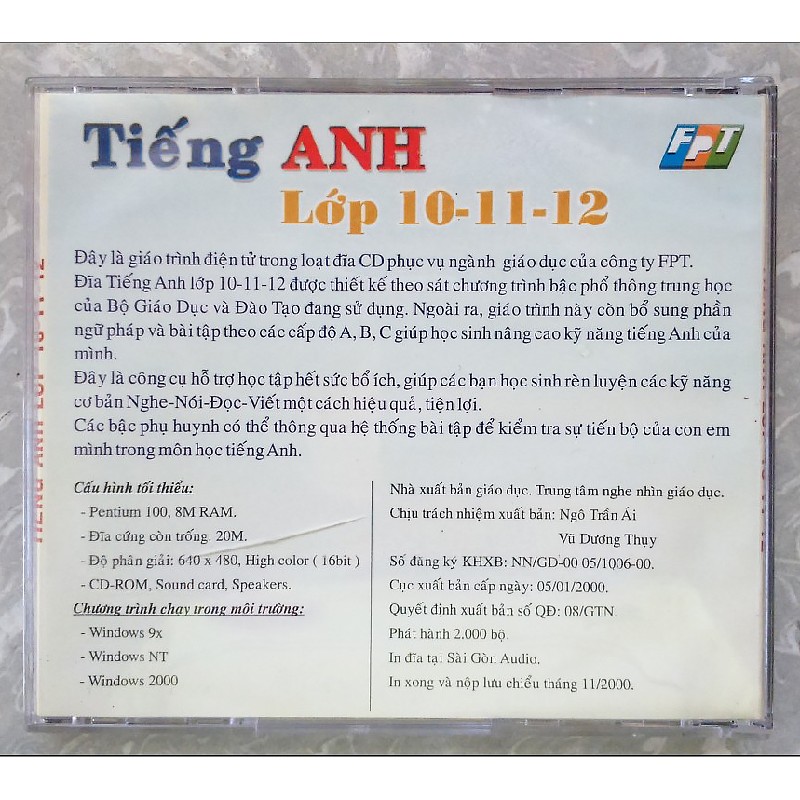 Tiếng ANH
FPT
Lớp 10-11-12
Đây là giáo trình điện tử trong loạt đĩa CD phục vụ ngành giáo dục của công ty FPT.
Đĩa Tiếng Anh lớp 10-11-12 được thiết kế theo sát chương trình bậc phổ thông trung học
của Bộ Giáo Dục và Đào Tạo đang sử dụng. Ngoài ra, giáo trình này còn bổ sung phần
ngữ pháp và bài tập theo các cấp độ A, B, C giúp học sinh nâng cao kỹ năng tiếng Anh của
mình.
Đây là công cụ hỗ trợ học tập hết sức bổ ích, giúp các bạn học sinh rèn luyện các kỹ năng
cơ bản Nghe-Nói-Đọc-Viết một cách hiệu quả, tiện lợi.
Các bậc phụ huynh có thể thông qua hệ thống bài tập để kiểm tra sự tiến bộ của con em
mình trong môn học tiếng Anh.
Cấu hình tối thiểu:
- Pentium 100, 8M RAM.
- Đĩa cứng còn trống 20M.
- Độ phân giải: 640 x 480, High color ( 16bit )
- CD-ROM, Sound card, Speakers.
Chương trình chạy trong môi trường:
- Windows 9x
- Windows NT
- Windows 2000
Nhà xuất bản giáo dục. Trung tâm nghe nhìn giáo dục.
Chịu trách nhiệm xuất bản: Ngô Trần Ái
Vũ Dương Thụy
Số đăng ký KHXB: NN/GD-00 05/1006-00.
Cục xuất bản cấp ngày: 05/01/2000.
Quyết định xuất bản số QĐ: 08/GTN
Phát hành 2.000 bộ.
In đĩa tại Sài Gòn Audio.
In xong và nộp lưu chiểu tháng 11/2000.
TIẾNG ANH LỚP 10-11-12